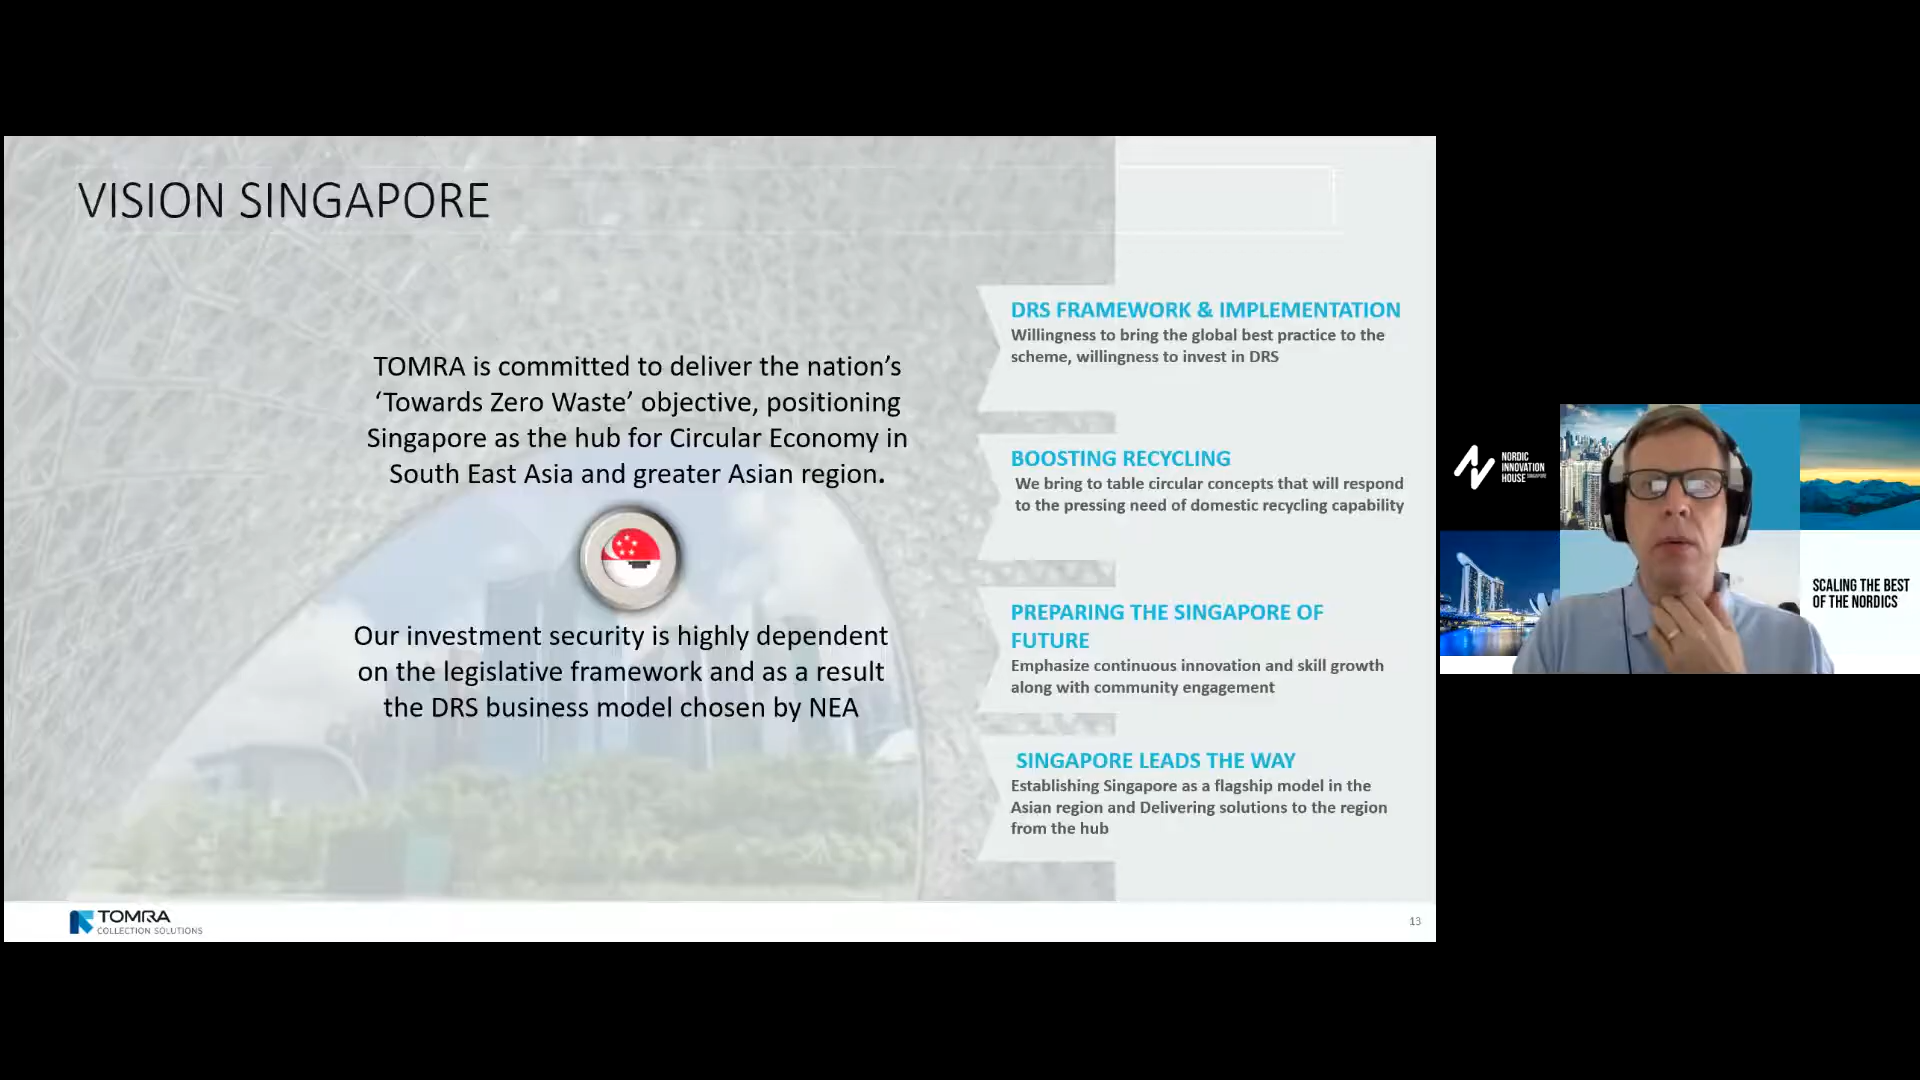 VISION SINGAPORE
TOMRA is committed to deliver the nation’s
‘Towards Zero Waste’ objective, positioning
Singapore as the hub for Circular Economy in
South East Asia and greater Asian region.
Our investment security is highly dependent
on the legislative framework and as a result
the DRS business model chosen by NEA
DRS FRAMEWORK & IMPLEMENTATION
Willingness to bring the global best practice to the
scheme, willingness to invest in DRS
BOOSTING RECYCLING
We bring to table circular concepts that will respond
to the pressing need of domestic recycling capability
PREPARING THE SINGAPORE OF
FUTURE
Emphasize continuous innovation and skill growth
along with community engagement
SINGAPORE LEADS THE WAY
Establishing Singapore as a flagship model in the
Asian region and Delivering solutions to the region
from the hub
TOMRA
COLLECTION SOLUTIONS
13
NORDIC
INNOVATION
HOUSE SINGAPORE
SCALING THE BEST
OF THE NORDICS